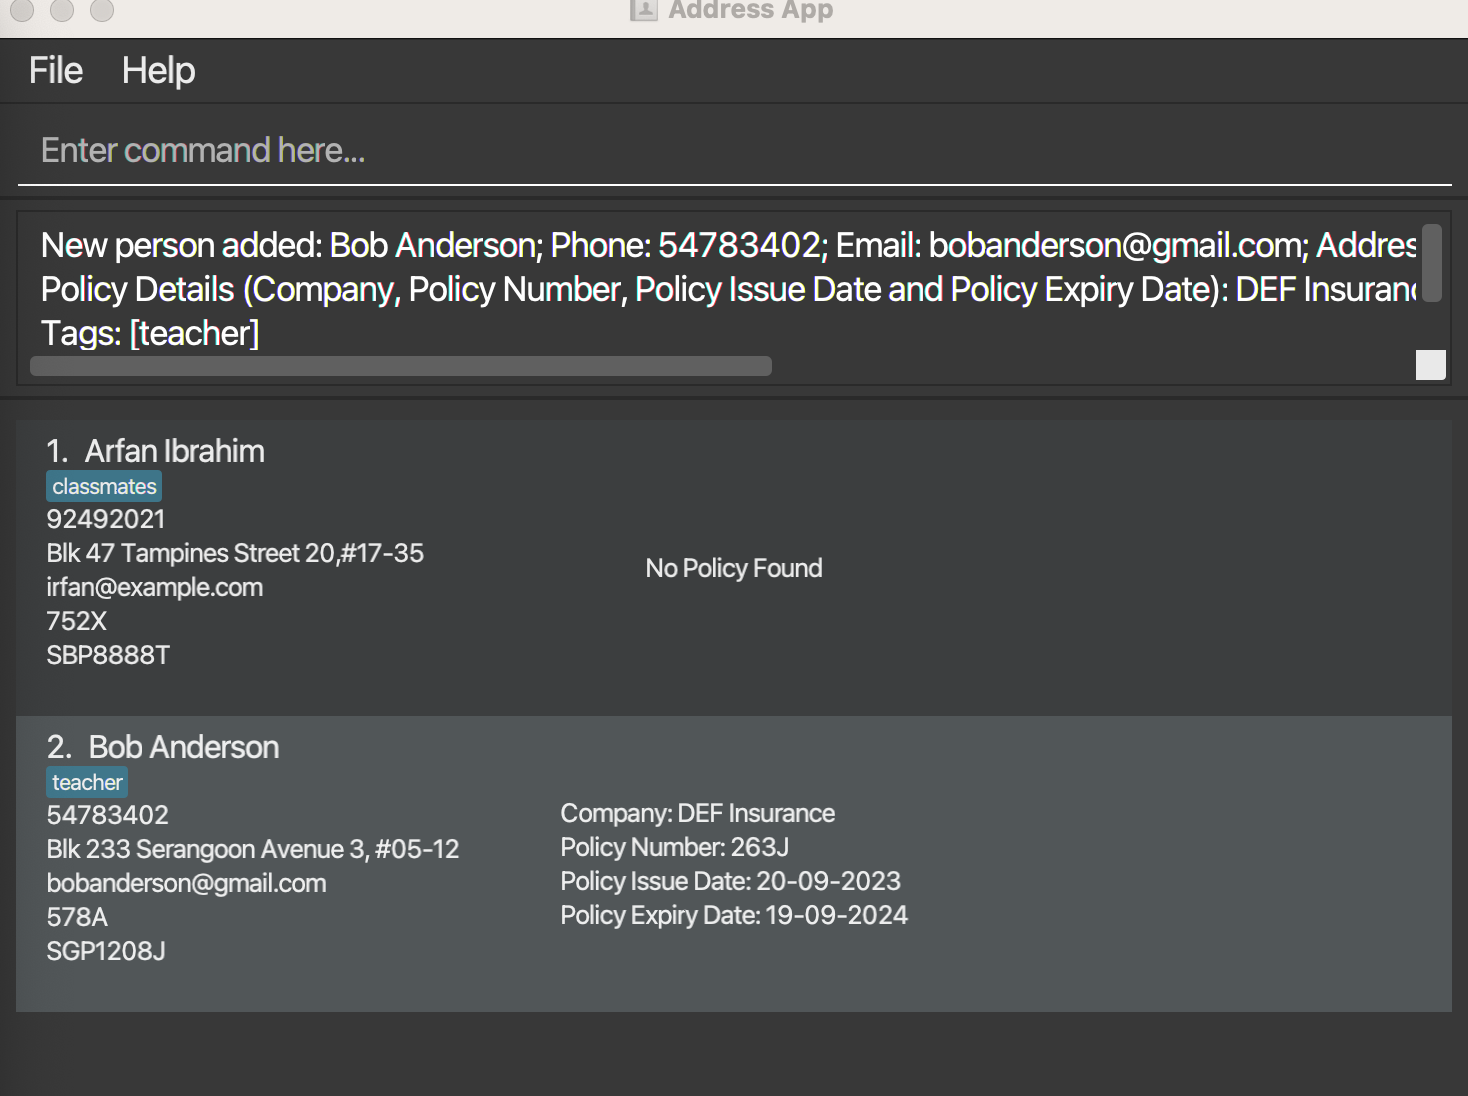 Address App
File Help
Enter command here...
New person added: Bob Anderson; Phone: 54783402; Email: bobanderson@gmail.com; Addres
Policy Details (Company, Policy Number, Policy Issue Date and Policy Expiry Date): DEF Insuranc
Tags: [teacher]
1. Arfan Ibrahim
classmates
92492021
Blk 47 Tampines Street 20,#17-35
irfan@example.com
752X
SBP8888T
No Policy Found
2. Bob Anderson
teacher
54783402
Blk 233 Serangoon Avenue 3, #05-12
bobanderson@gmail.com
578A
SGP1208J
Company: DEF Insurance
Policy Number: 263J
Policy Issue Date: 20-09-2023
Policy Expiry Date: 19-09-2024